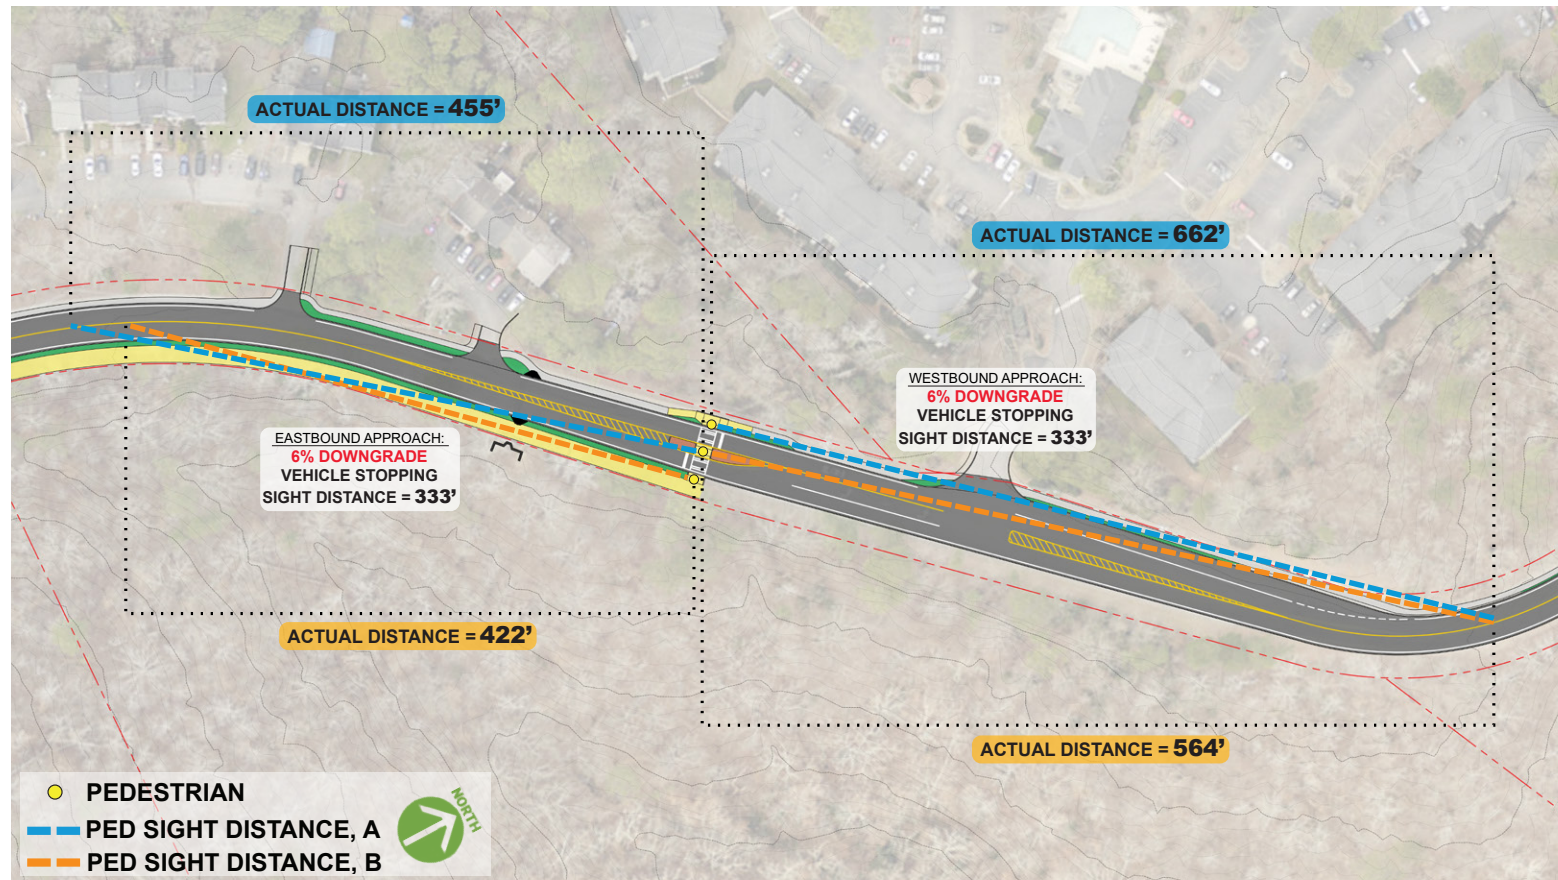 ACTUAL DISTANCE = 455’
ACTUAL DISTANCE = 662’
WESTBOUND APPROACH:
6% DOWNGRADE
VEHICLE STOPPING
SIGHT DISTANCE = 333’
EASTBOUND APPROACH:
6% DOWNGRADE
VEHICLE STOPPING
SIGHT DISTANCE = 333’
ACTUAL DISTANCE = 422’
ACTUAL DISTANCE = 564’
PEDESTRIAN
PED SIGHT DISTANCE, A
PED SIGHT DISTANCE, B
NORTH